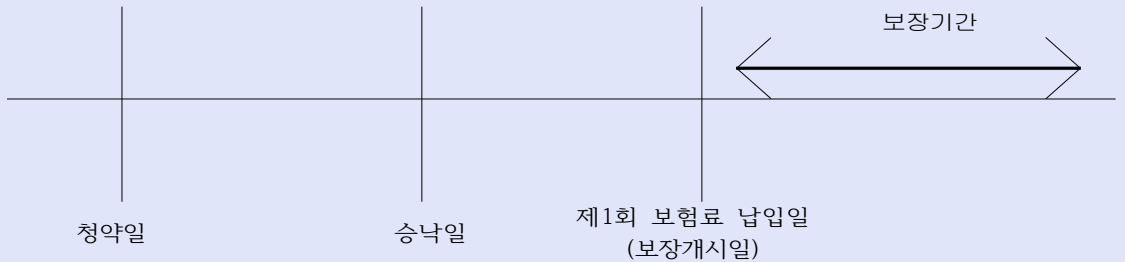 보장기간
청약일
승낙일
제1회 보험료 납입일
(보장개시일)